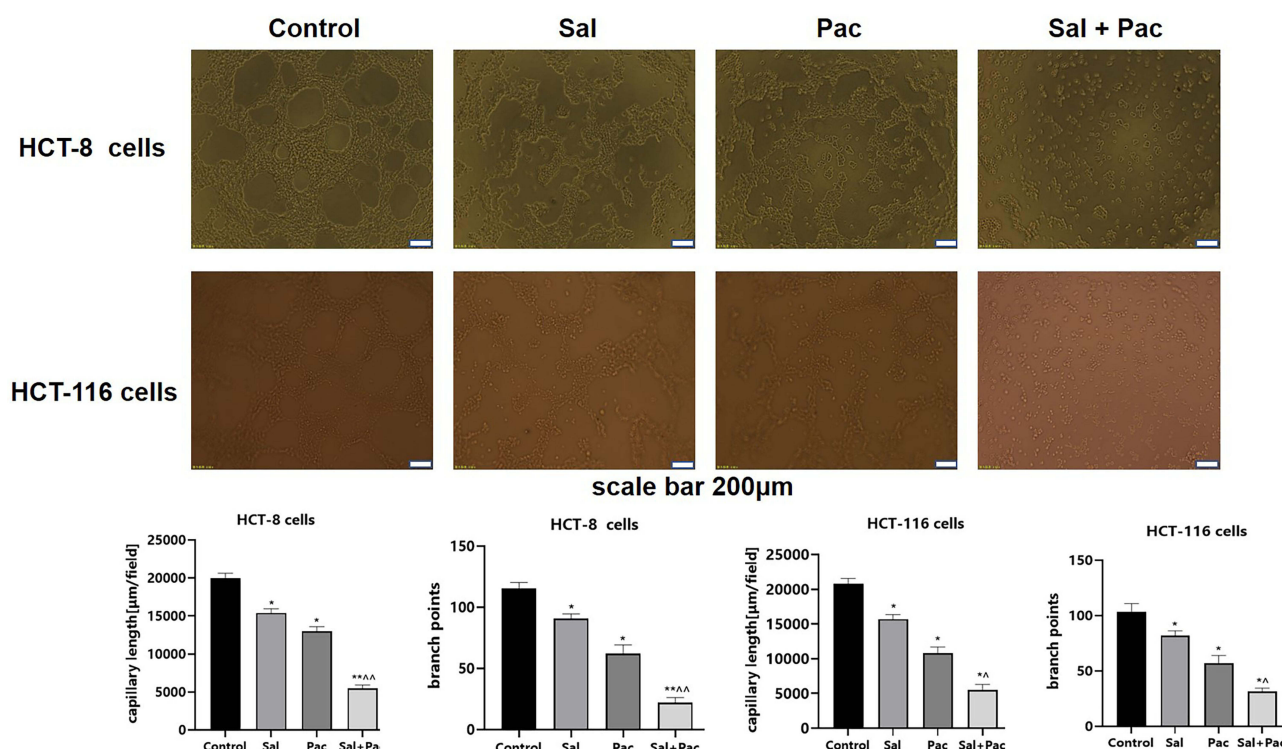 Control Sal Pac Sal + Pac
HCT-8 cells
HCT-116 cells
scale bar 200μm
HCT-8 cells
capillary length[μm/field]
25000
20000
15000
10000
5000
0
*
*
**^^
Control Sal Pac Sal+Pac
HCT-8 cells
branch points
150
100
50
0
*
*
**^^
Control Sal Pac Sal+Pac
HCT-116 cells
capillary length[μm/field]
25000
20000
15000
10000
5000
0
*
*
*^
Control Sal Pac Sal+Pac
HCT-116 cells
branch points
150
100
50
0
*
*
*^
Control Sal Pac Sal+Pac